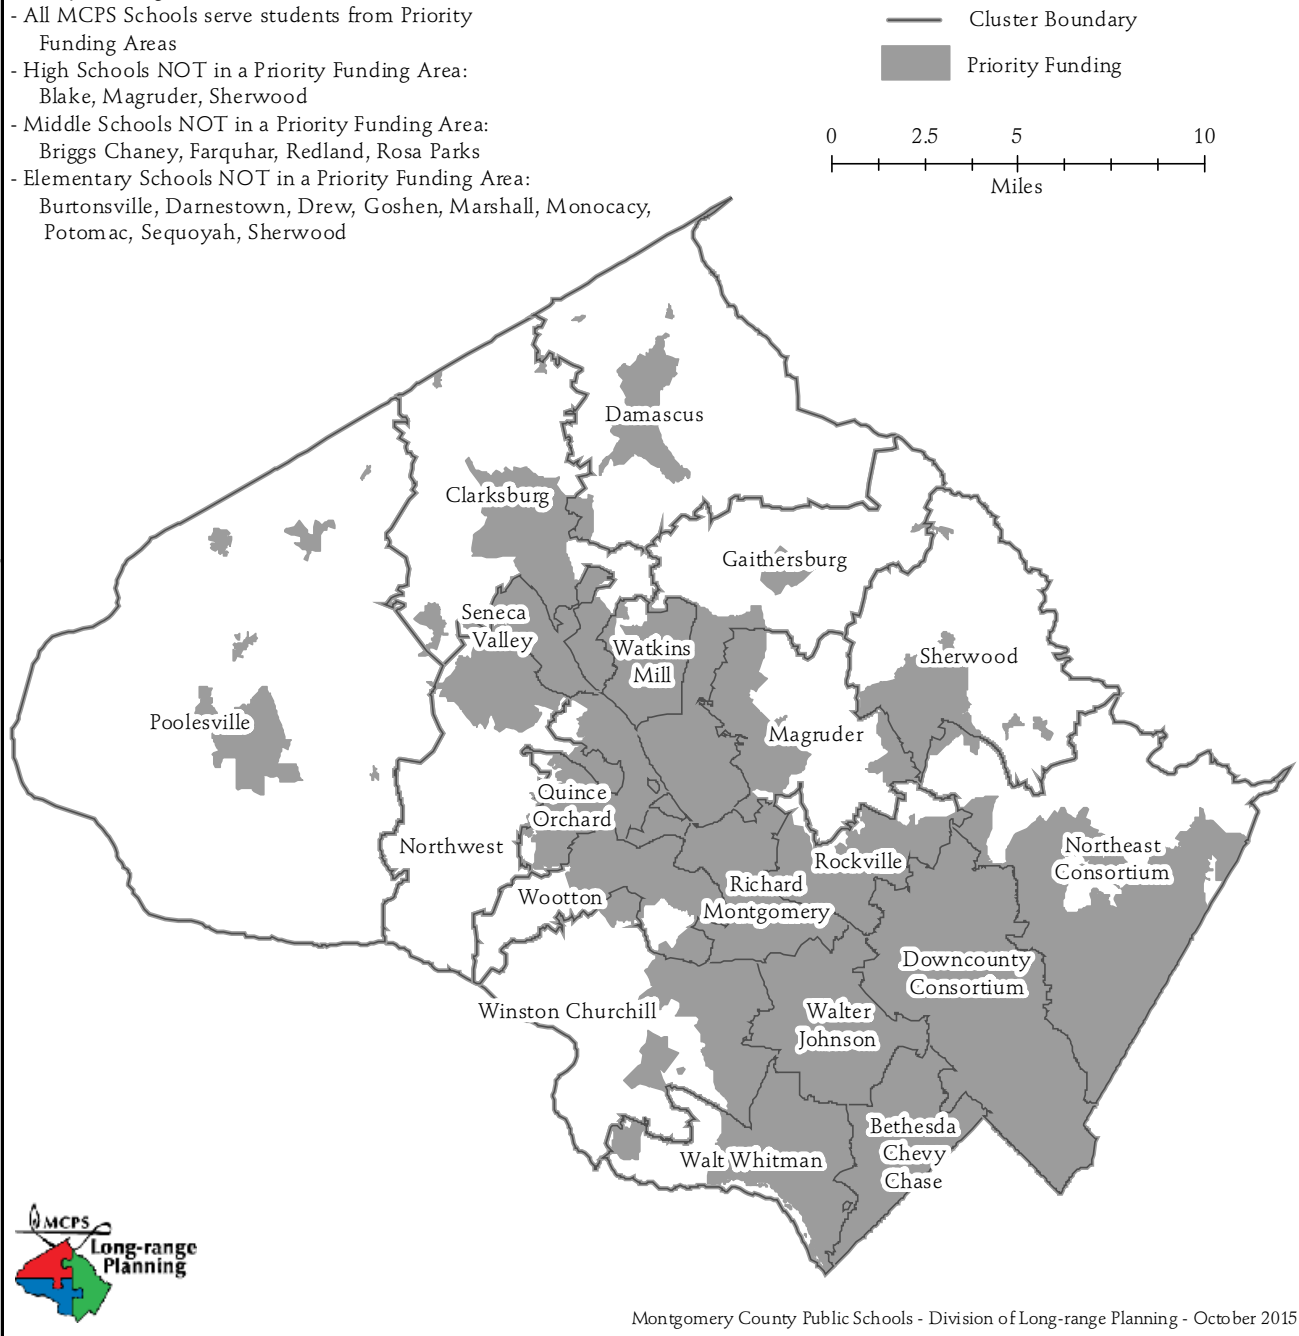 - All MCPS Schools serve students from Priority
Funding Areas
- High Schools NOT in a Priority Funding Area:
Blake, Magruder, Sherwood
- Middle Schools NOT in a Priority Funding Area:
Briggs Chaney, Farquhar, Redland, Rosa Parks
- Elementary Schools NOT in a Priority Funding Area:
Burtonsville, Darnestown, Drew, Goshen, Marshall, Monocacy,
Potomac, Sequoyah, Sherwood
Cluster Boundary
Priority Funding
0 2.5 5 10
Miles
Damascus
Clarksburg
Gaithersburg
Seneca
Valley
Watkins
Mill
Sherwood
Poolesville
Magruder
Quince
Orchard
Northwest
Rockville
Northeast
Consortium
Wootton
Richard
Montgomery
Downcounty
Consortium
Winston Churchill
Walter
Johnson
Bethesda
Chevy
Chase
Walt Whitman
MCPS
Long-range
Planning
Montgomery County Public Schools - Division of Long-range Planning - October 2015